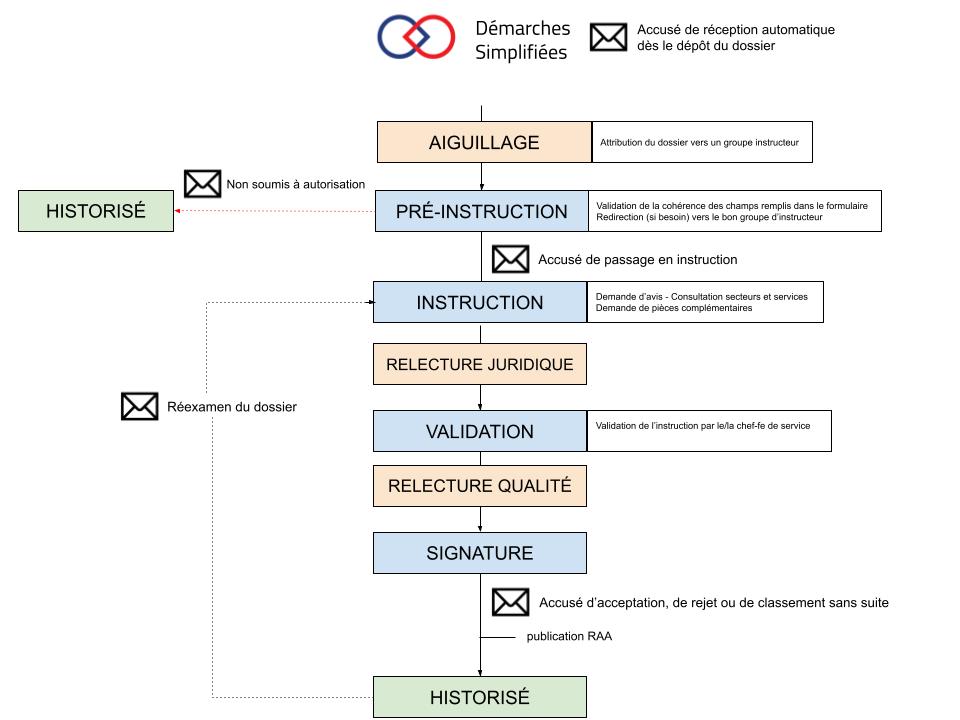 Démarches
Simplifiées
Accusé de réception automatique
dès le dépôt du dossier
AIGUILLAGE
Attribution du dossier vers un groupe instructeur
Non soumis à autorisation
HISTORISÉ
PRÉ-INSTRUCTION
Validation de la cohérence des champs remplis dans le formulaire
Redirection (si besoin) vers le bon groupe d'instructeur
Accusé de passage en instruction
INSTRUCTION
Demande d'avis - Consultation secteurs et services
Demande de pièces complémentaires
RELECTURE JURIDIQUE
Réexamen du dossier
VALIDATION
Validation de l'instruction par le/la chef-fe de service
RELECTURE QUALITÉ
SIGNATURE
Accusé d'acceptation, de rejet ou de classement sans suite
publication RAA
HISTORISÉ